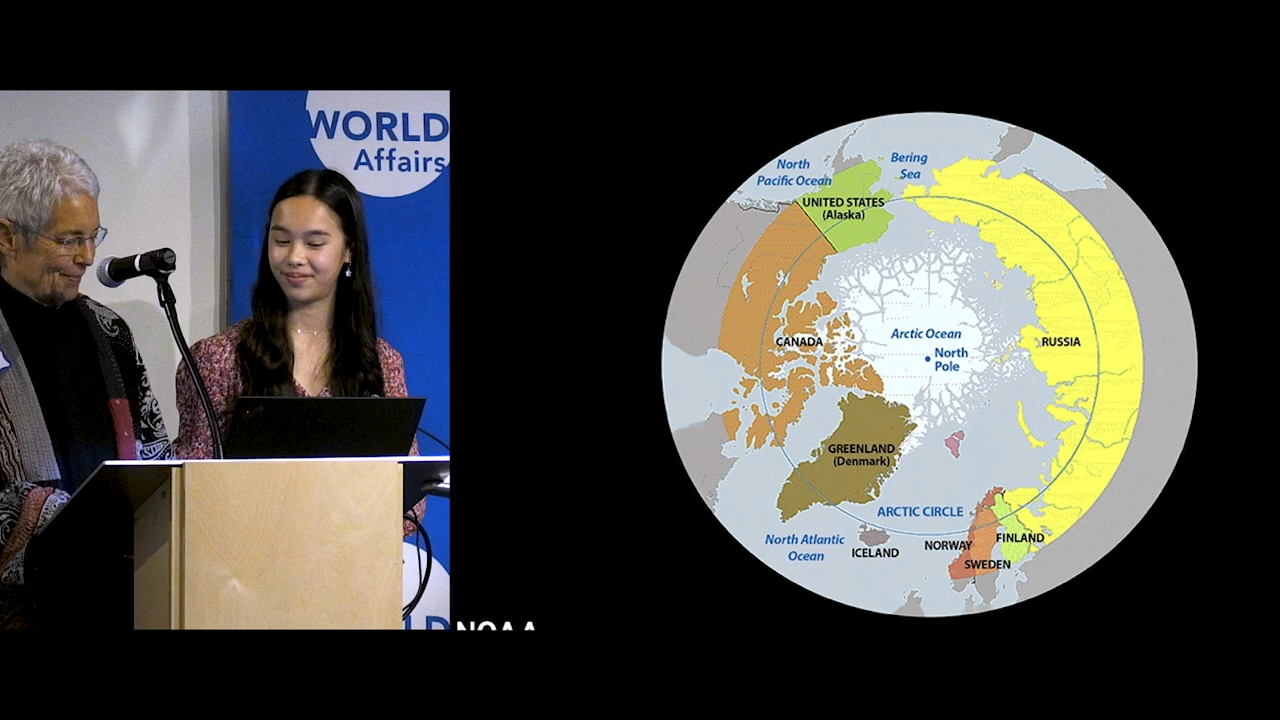 WORLD
Affairs
North
Pacific Ocean
Bering
Sea
UNITED STATES
(Alaska)
Arctic Ocean
North
Pole
CANADA
RUSSIA
GREENLAND
(Denmark)
ARCTIC CIRCLE
North Atlantic
Ocean
ICELAND
NORWAY
FINLAND
SWEDEN
NOAA